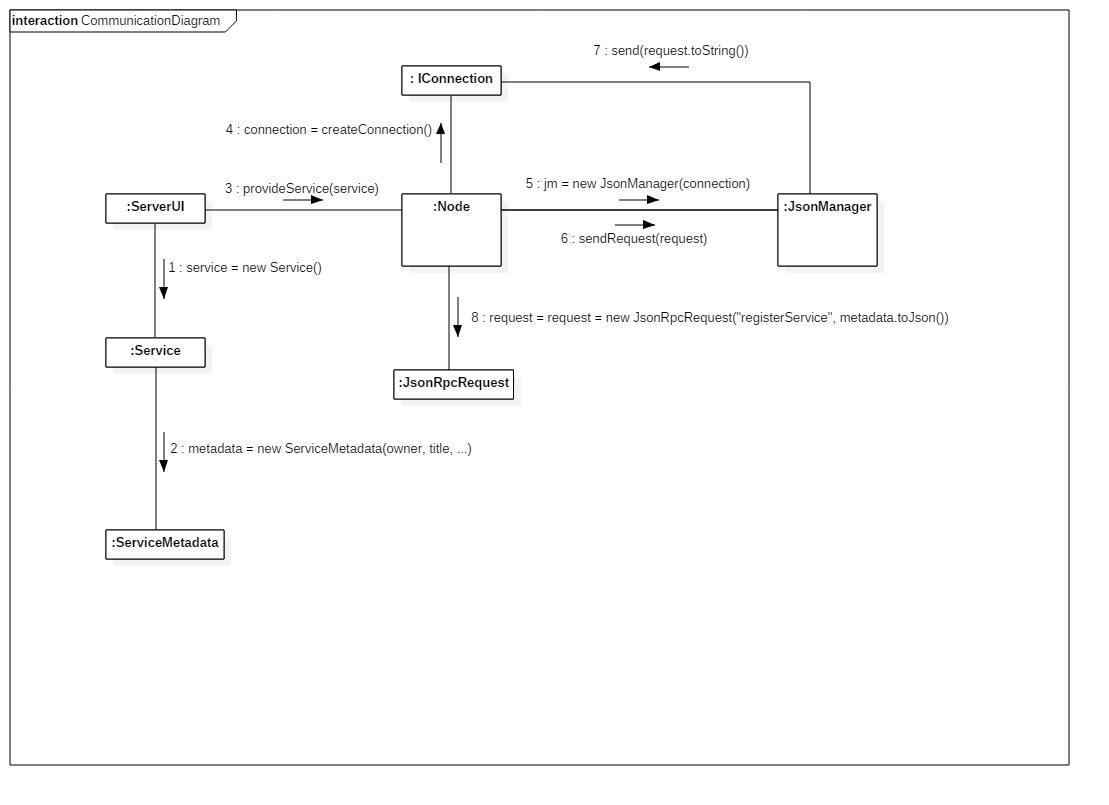 interaction CommunicationDiagram
7 : send(request.toString())
: IConnection
4 : connection = createConnection()
3 : provideService(service)
5 : jm = new JsonManager(connection)
:ServerUI
:Node
:JsonManager
6 : sendRequest(request)
1 : service = new Service()
8 : request = request = new JsonRpcRequest("registerService", metadata.toJson())
:Service
:JsonRpcRequest
2 : metadata = new ServiceMetadata(owner, title, ...)
:ServiceMetadata